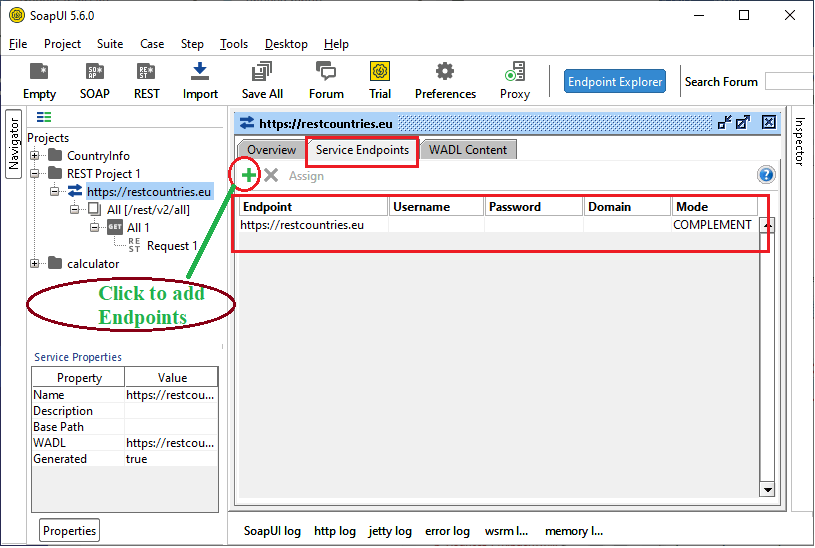 SoapUI 5.6.0
File Project Suite Case Step Tools Desktop Help
Empty SOAP REST Import Save All Forum Trial Preferences Proxy Endpoint Explorer Search Forum
Navigator
Projects
CountryInfo
REST Project 1
https://restcountries.eu
All [/rest/v2/all]
GET All 1
REST Request 1
calculator
Click to add
Endpoints
Service Properties
Property Value
Name https://restcou...
Description
Base Path
WADL https://restcou...
Generated true
Properties
https://restcountries.eu
Overview Service Endpoints WADL Content
Assign ?
Endpoint Username Password Domain Mode
https://restcountries.eu COMPLEMENT
Inspector
SoapUI log http log jetty log error log wsrm l... memory l...